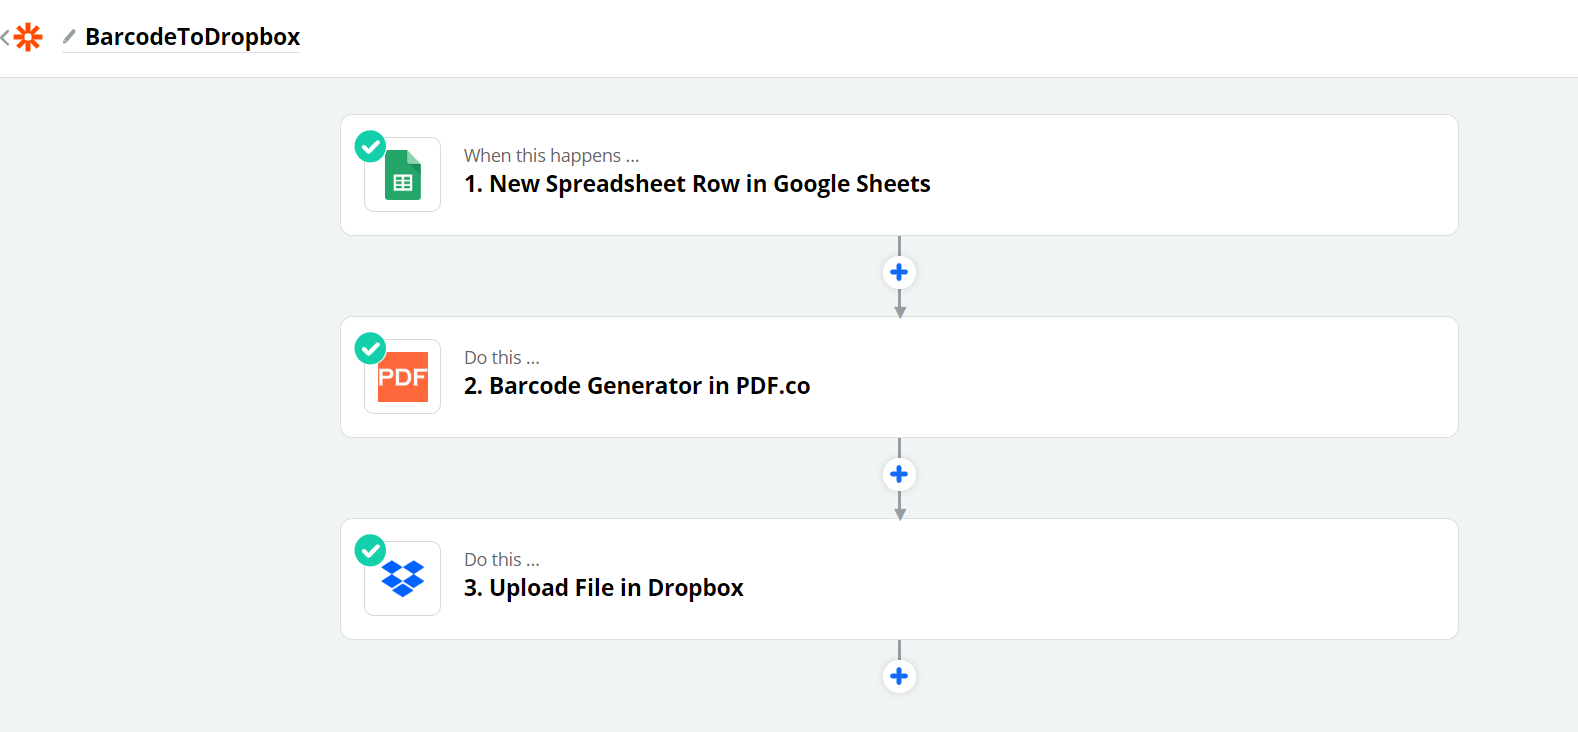 BarcodeToDropbox
When this happens ...
1. New Spreadsheet Row in Google Sheets
Do this ...
PDF
2. Barcode Generator in PDF.co
Do this ...
3. Upload File in Dropbox